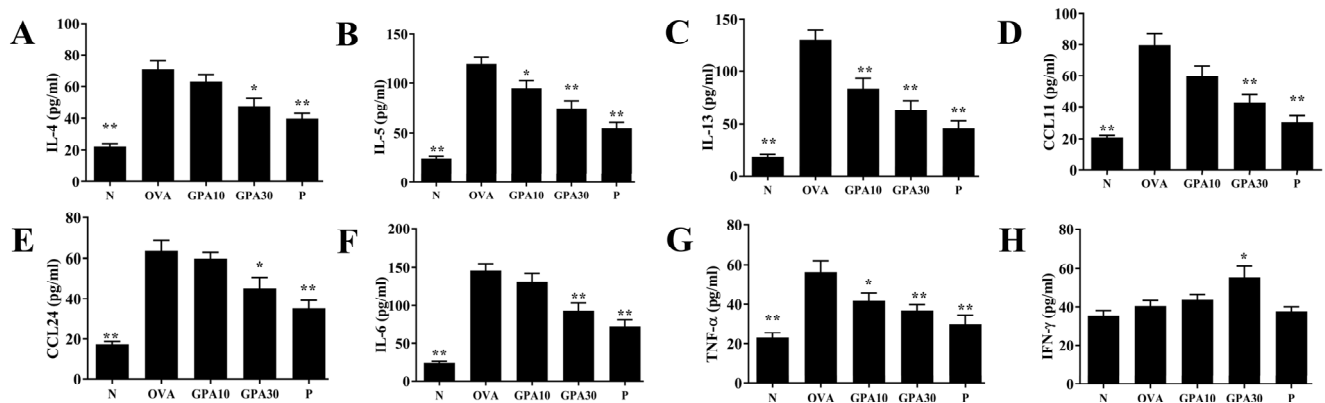 A
IL-4 (pg/ml)
100
80
60
40
20
0
**
*
**
N OVA GPA10 GPA30 P
B
IL-5 (pg/ml)
150
100
50
0
**
*
**
**
N OVA GPA10 GPA30 P
C
IL-13 (pg/ml)
150
100
50
0
**
**
**
**
N OVA GPA10 GPA30 P
D
CCL11 (pg/ml)
100
80
60
40
20
0
**
**
**
N OVA GPA10 GPA30 P
E
CCL24 (pg/ml)
80
60
40
20
0
**
*
**
N OVA GPA10 GPA30 P
F
IL-6 (pg/ml)
200
150
100
50
0
**
**
**
N OVA GPA10 GPA30 P
G
TNF-α (pg/ml)
80
60
40
20
0
**
*
**
**
N OVA GPA10 GPA30 P
H
IFN-γ (pg/ml)
80
60
40
20
0
*
N OVA GPA10 GPA30 P